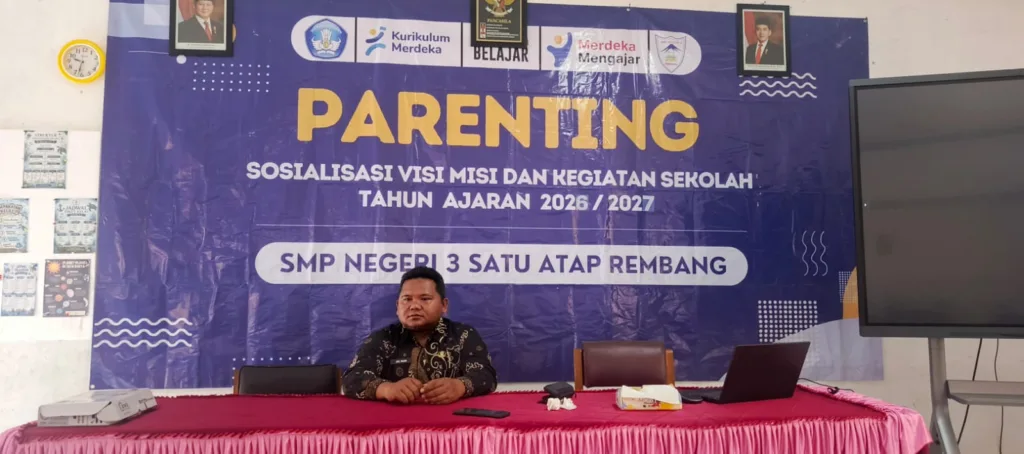 Kurikulum
Merdeka
PANCASILA
BELAJAR
Merdeka
Mengajar
PARENTING
SOSIALISASI VISI MISI DAN KEGIATAN SEKOLAH
TAHUN AJARAN 2026 / 2027
SMP NEGERI 3 SATU ATAP REMBANG